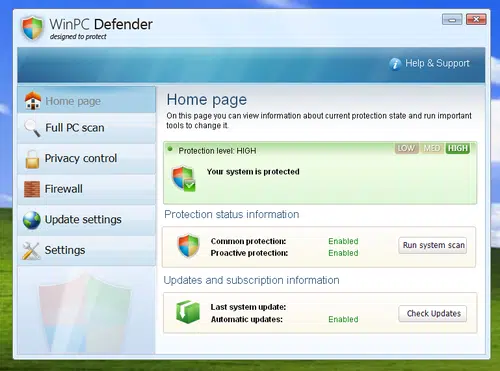 WinPC Defender
designed to protect
Help & Support
Home page
Full PC scan
Privacy control
Firewall
Update settings
Settings
Home page
On this page you can view information about current protection state and run important
tools to change it.
Protection level: HIGH
LOW MED HIGH
Your system is protected
Protection status information
Common protection: Enabled
Proactive protection: Enabled
Run system scan
Updates and subscription information
Last system update:
Automatic updates: Enabled
Check Updates